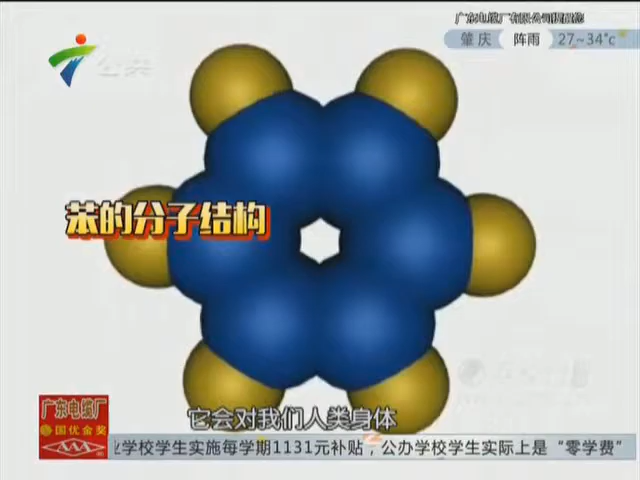 广东电缆厂有限公司
肇庆 阵雨 27~34℃
公共
苯的分子结构
广东电缆厂
国优金奖
AAA
它会对我们人类身体
学校学生实施每学期1131元补贴，公办学校学生实际上是“零学费”